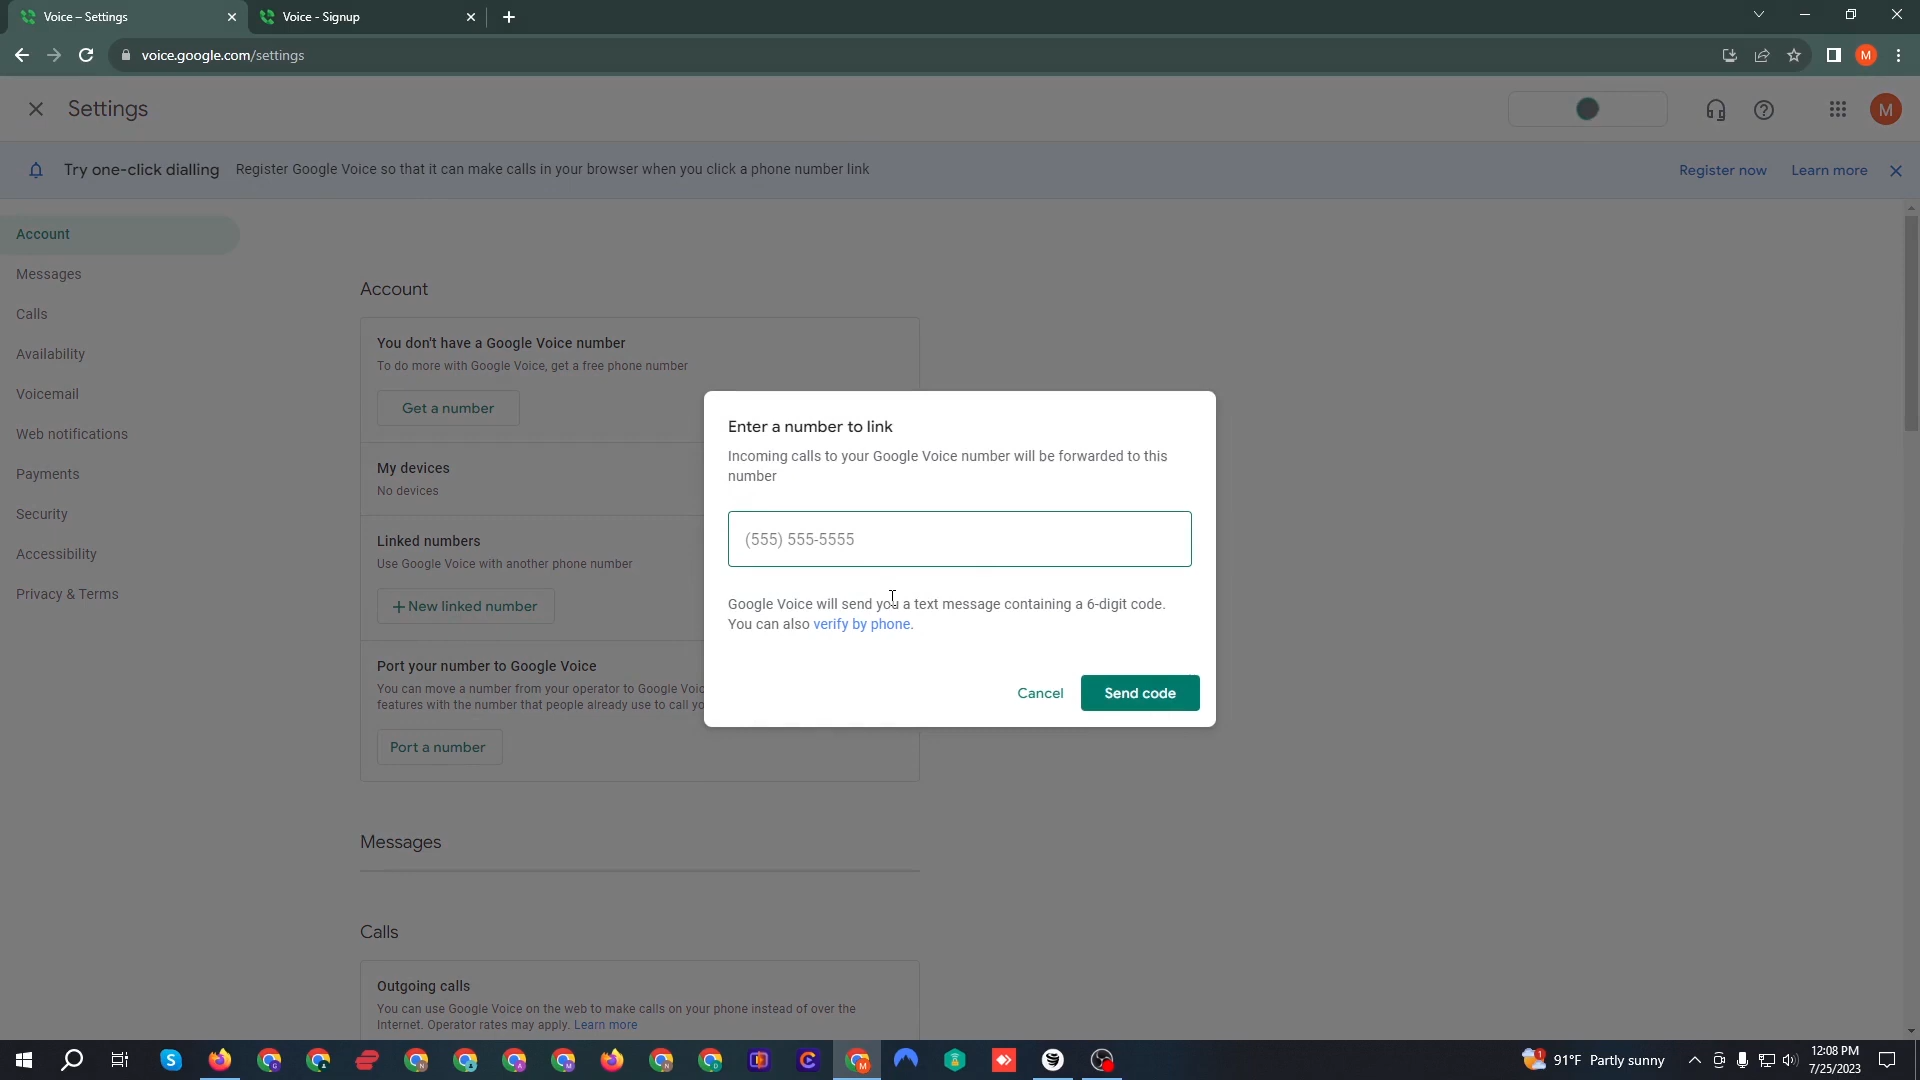 Voice – Settings
Voice - Signup
voice.google.com/settings
M
Settings
M
Try one-click dialling
Register Google Voice so that it can make calls in your browser when you click a phone number link
Register now
Learn more
Account
Messages
Calls
Availability
Voicemail
Web notifications
Payments
Security
Accessibility
Privacy & Terms
Account
You don't have a Google Voice number
To do more with Google Voice, get a free phone number
Get a number
My devices
No devices
Linked numbers
Use Google Voice with another phone number
+ New linked number
Port your number to Google Voice
You can move a number from your operator to Google Voic
features with the number that people already use to call yo
Port a number
Enter a number to link
Incoming calls to your Google Voice number will be forwarded to this
number
(555) 555-5555
Google Voice will send you a text message containing a 6-digit code.
You can also verify by phone.
Cancel
Send code
Messages
Calls
Outgoing calls
You can use Google Voice on the web to make calls on your phone instead of over the
Internet. Operator rates may apply. Learn more
91°F Partly sunny
12:08 PM
7/25/2023